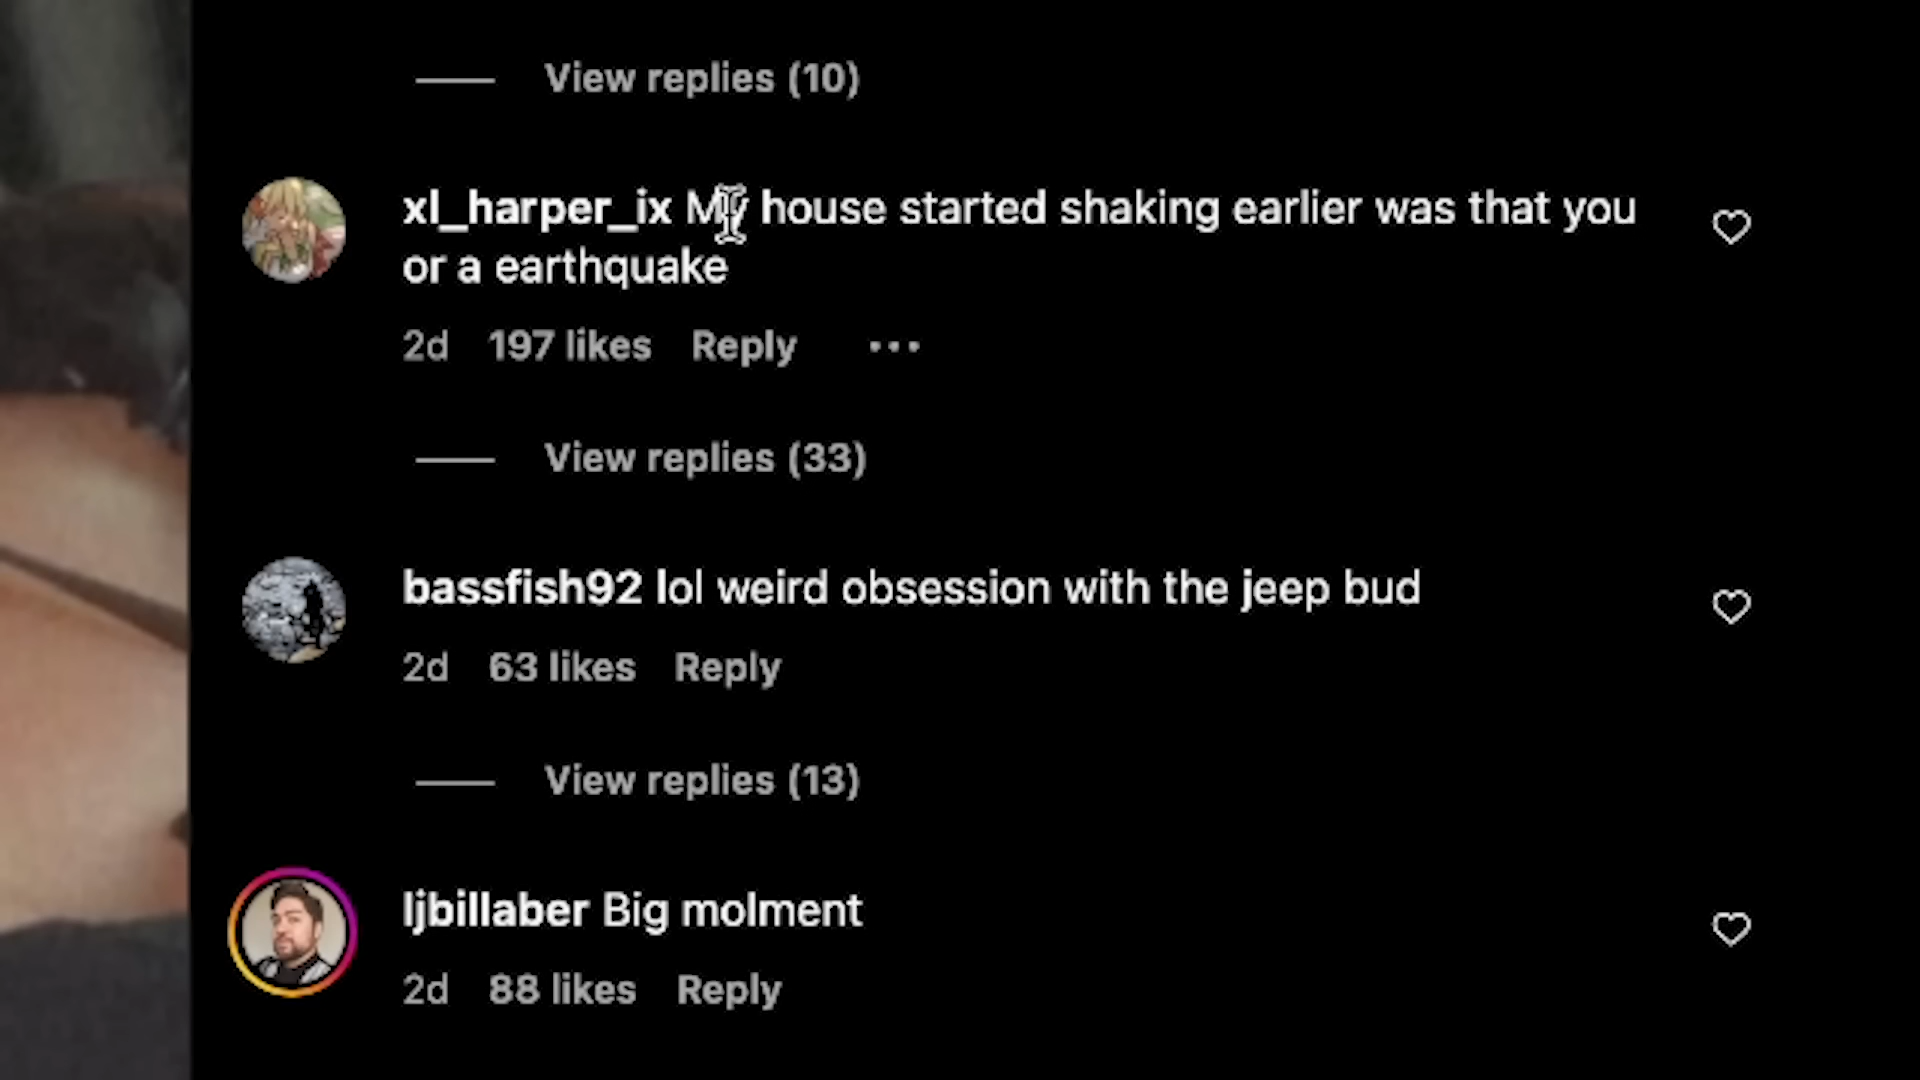 View replies (10)
xl_harper_ix My house started shaking earlier was that you
or a earthquake
2d 197 likes Reply ...
View replies (33)
bassfish92 lol weird obsession with the jeep bud
2d 63 likes Reply
View replies (13)
ljbillaber Big molment
2d 88 likes Reply